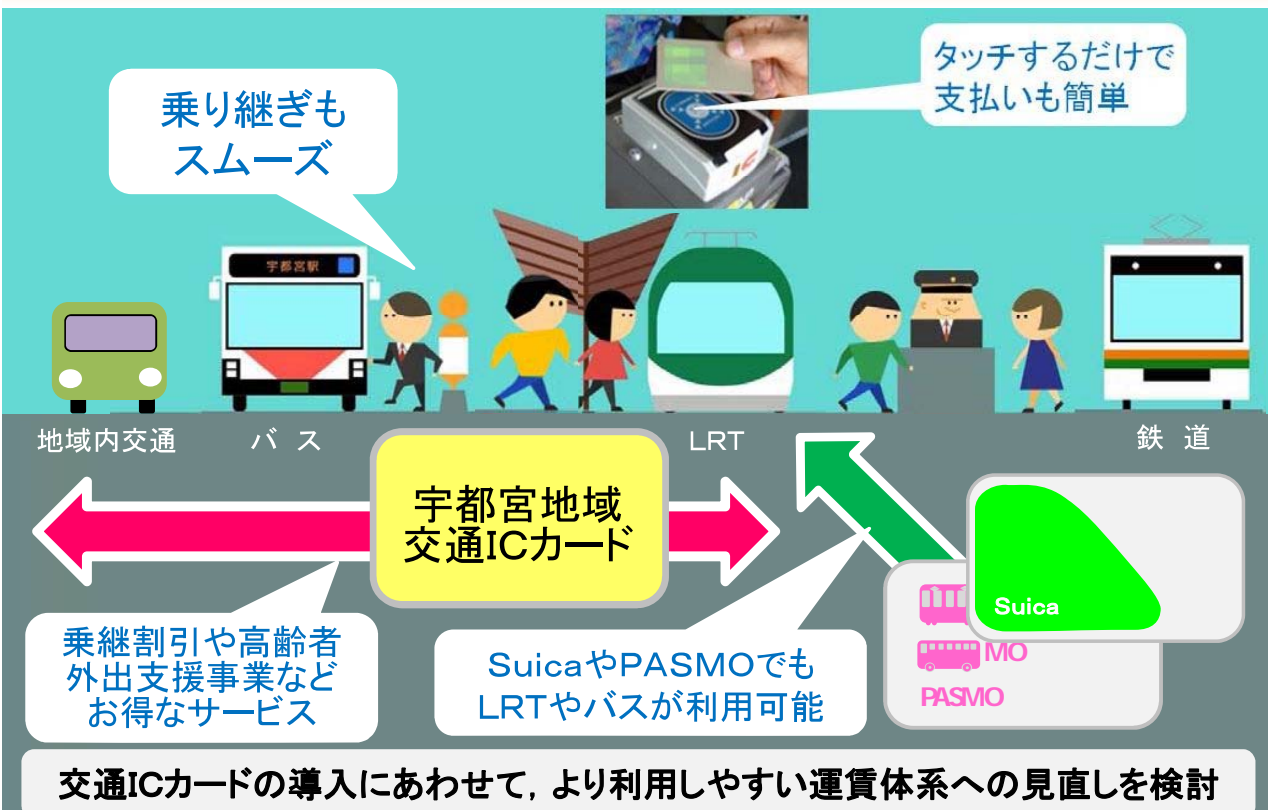 乗り継ぎも
スムーズ
タッチするだけで
支払いも簡単
IC
宇都宮駅
地域内交通
バス
LRT
鉄道
宇都宮地域
交通ICカード
乗継割引や高齢者
外出支援事業など
お得なサービス
SuicaやPASMOでも
LRTやバスが利用可能
Suica
MO
PASMO
交通ICカードの導入にあわせて，より利用しやすい運賃体系への見直しを検討